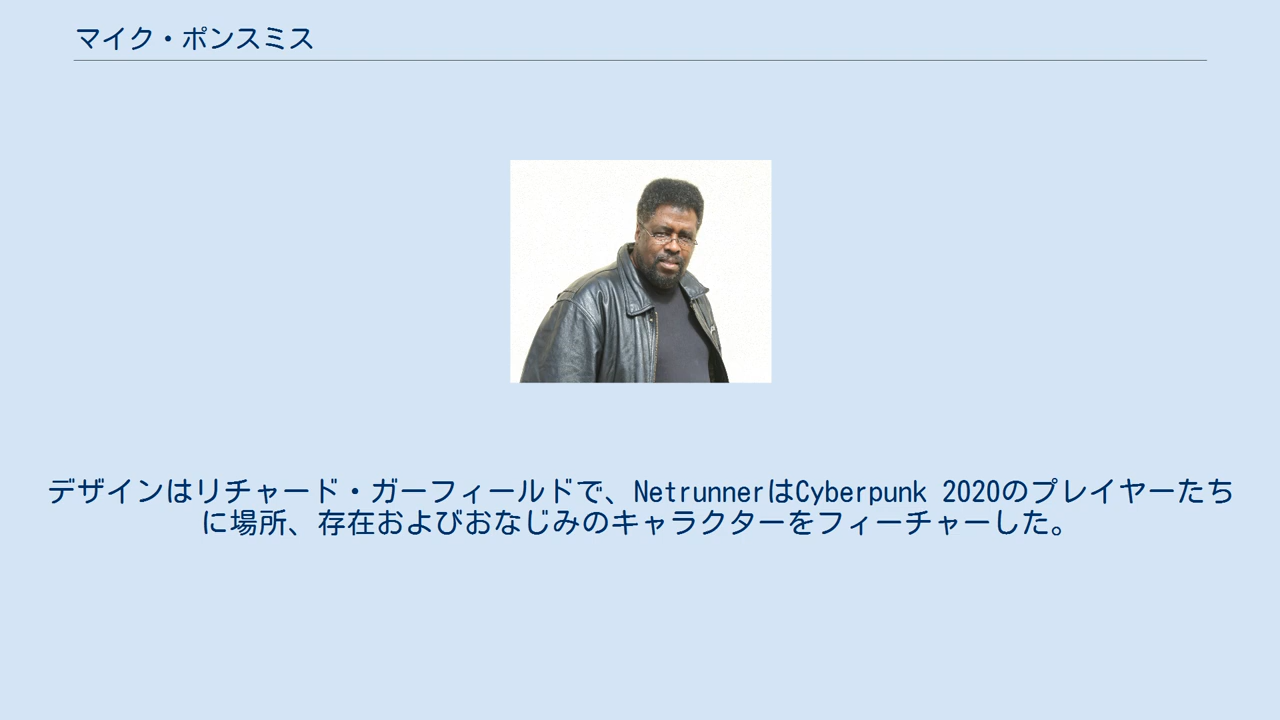 マイク・ポンスミス
デザインはリチャード・ガーフィールドで、NetrunnerはCyberpunk 2020のプレイヤーたち
に場所、存在およびおなじみのキャラクターをフィーチャーした。